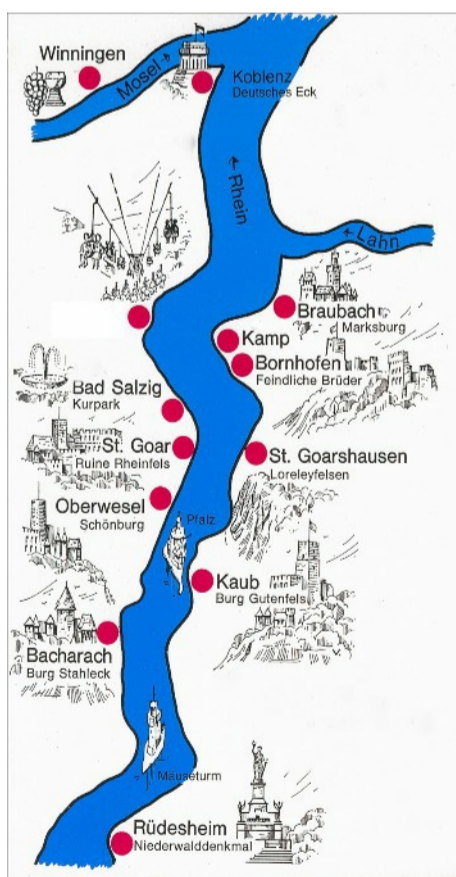 Winningen
Mosel →
Koblenz
Deutsches Eck
← Rhein
← Lahn
Braubach
Marksburg
Kamp
Bornhofen
Feindliche Brüder
Bad Salzig
Kurpark
St. Goar
Ruine Rheinfels
St. Goarshausen
Loreleyfelsen
Oberwesel
Schönburg
Pfalz
Kaub
Burg Gutenfels
Bacharach
Burg Stahleck
Mäuseturm
Rüdesheim
Niederwalddenkmal